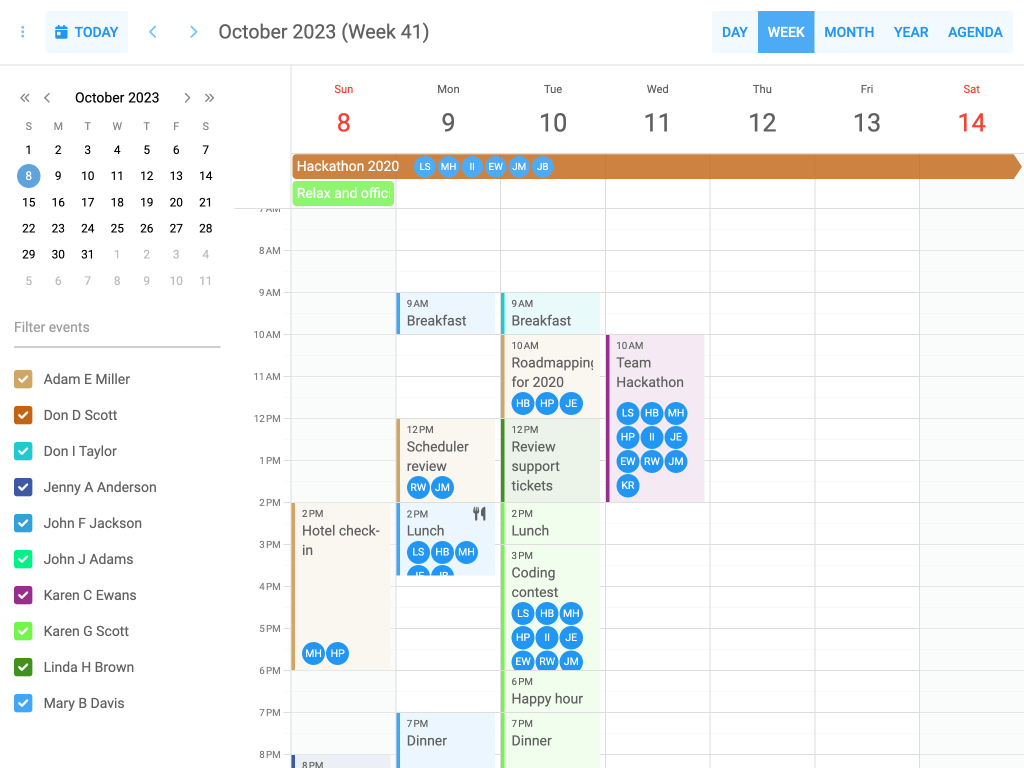 TODAY
October 2023 (Week 41)
DAY WEEK MONTH YEAR AGENDA
October 2023
S M T W T F S
1 2 3 4 5 6 7
8 9 10 11 12 13 14
15 16 17 18 19 20 21
22 23 24 25 26 27 28
29 30 31 1 2 3 4
5 6 7 8 9 10 11
Filter events
Adam E Miller
Don D Scott
Don I Taylor
Jenny A Anderson
John F Jackson
John J Adams
Karen C Ewans
Karen G Scott
Linda H Brown
Mary B Davis
Sun Mon Tue Wed Thu Fri Sat
8 9 10 11 12 13 14
Hackathon 2020 LS MH II EW JM JB
Relax and offici
7 AM
8 AM
9 AM
10 AM
11 AM
12 PM
1 PM
2 PM
3 PM
4 PM
5 PM
6 PM
7 PM
8 PM
2 PM
Hotel check-
in
MH HP
8 PM
9 AM
Breakfast
12 PM
Scheduler
review
RW JM
2 PM
Lunch
LS HB MH
JE JB
7 PM
Dinner
9 AM
Breakfast
10 AM
Roadmapping
for 2020
HB HP JE
12 PM
Review
support
tickets
2 PM
Lunch
3 PM
Coding
contest
LS HB MH
HP II JE
EW RW JM
6 PM
Happy hour
7 PM
Dinner
10 AM
Team
Hackathon
LS HB MH
HP II JE
EW RW JM
KR